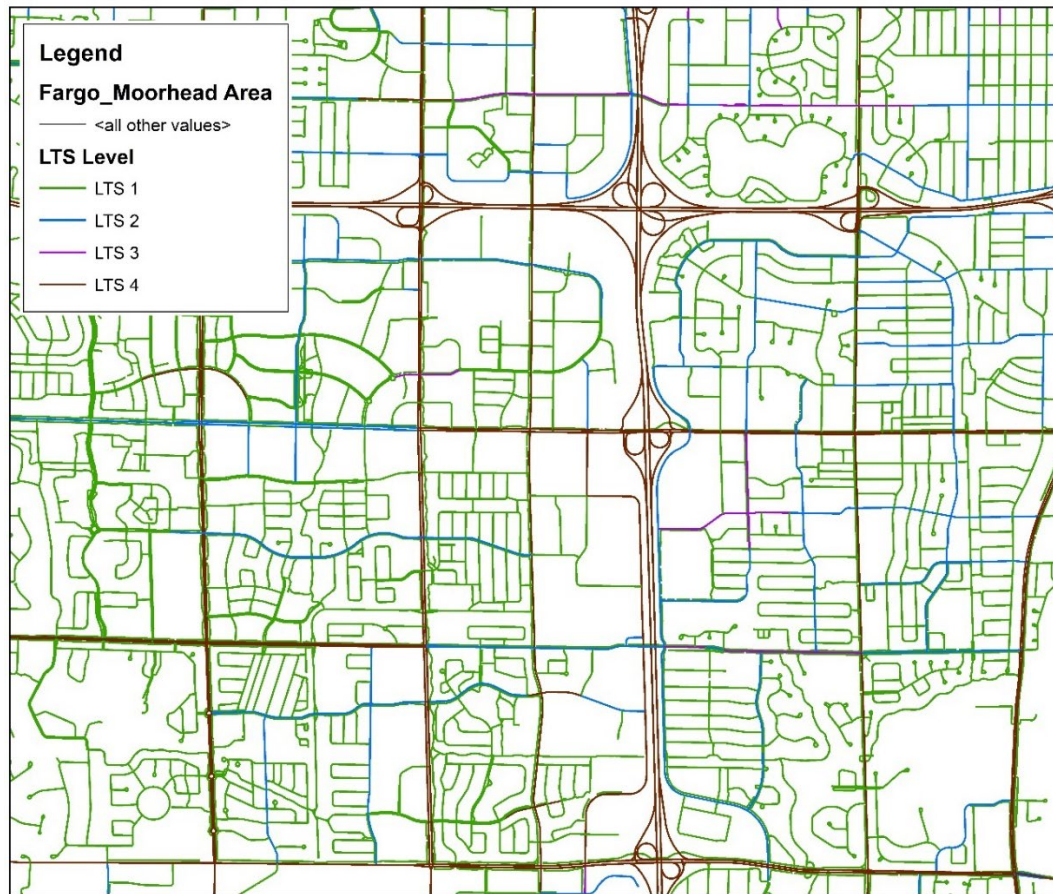 Legend
Fargo_Moorhead Area
<all other values>
LTS Level
LTS 1
LTS 2
LTS 3
LTS 4